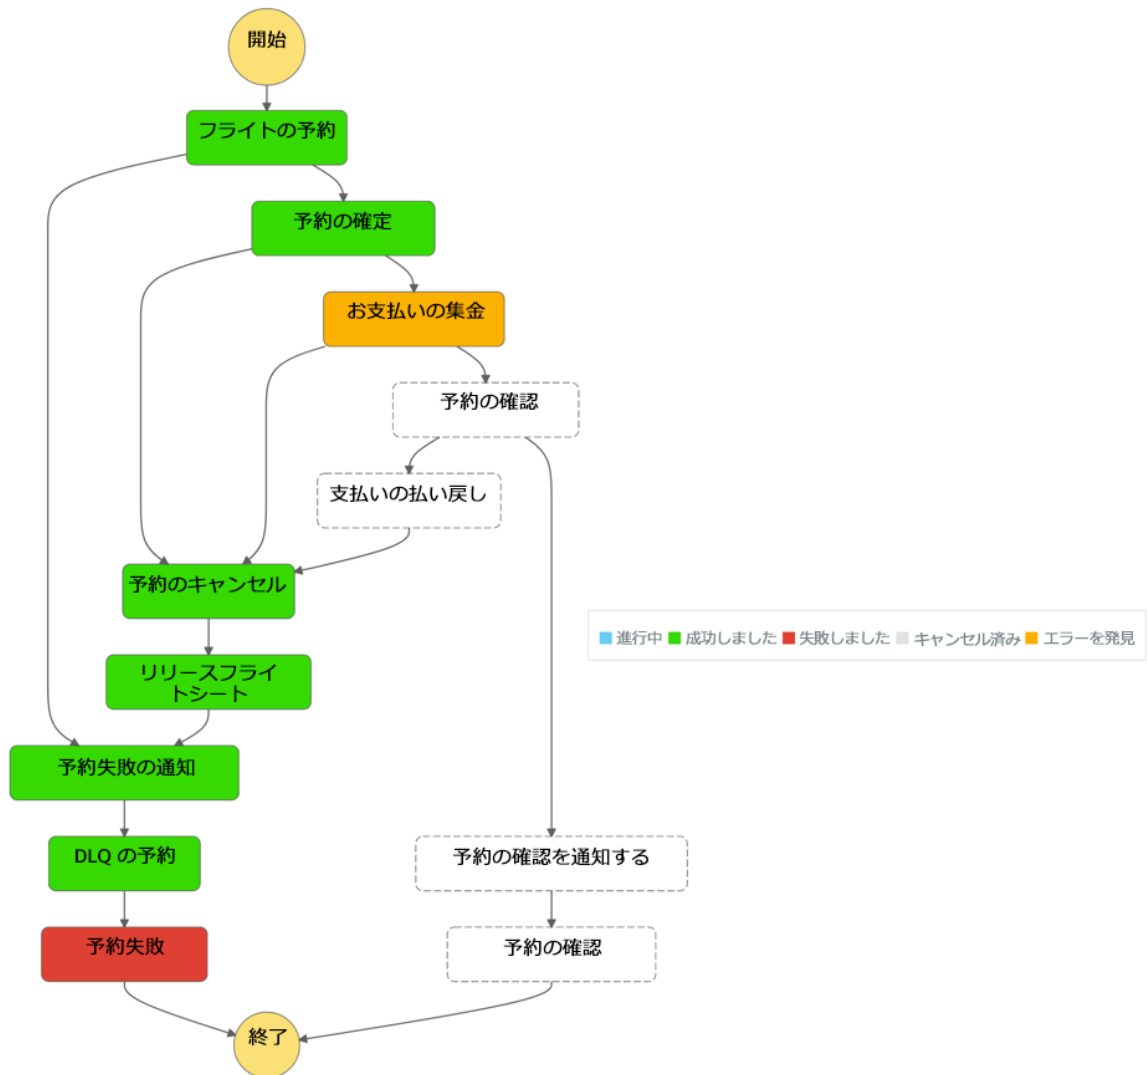 開始
フライトの予約
予約の確定
お支払いの集金
予約の確認
支払いの払い戻し
予約のキャンセル
進行中 成功しました 失敗しました キャンセル済み エラーを発見
リリースフライ
トシート
予約失敗の通知
DLQ の予約
予約の確認を通知する
予約失敗
予約の確認
終了